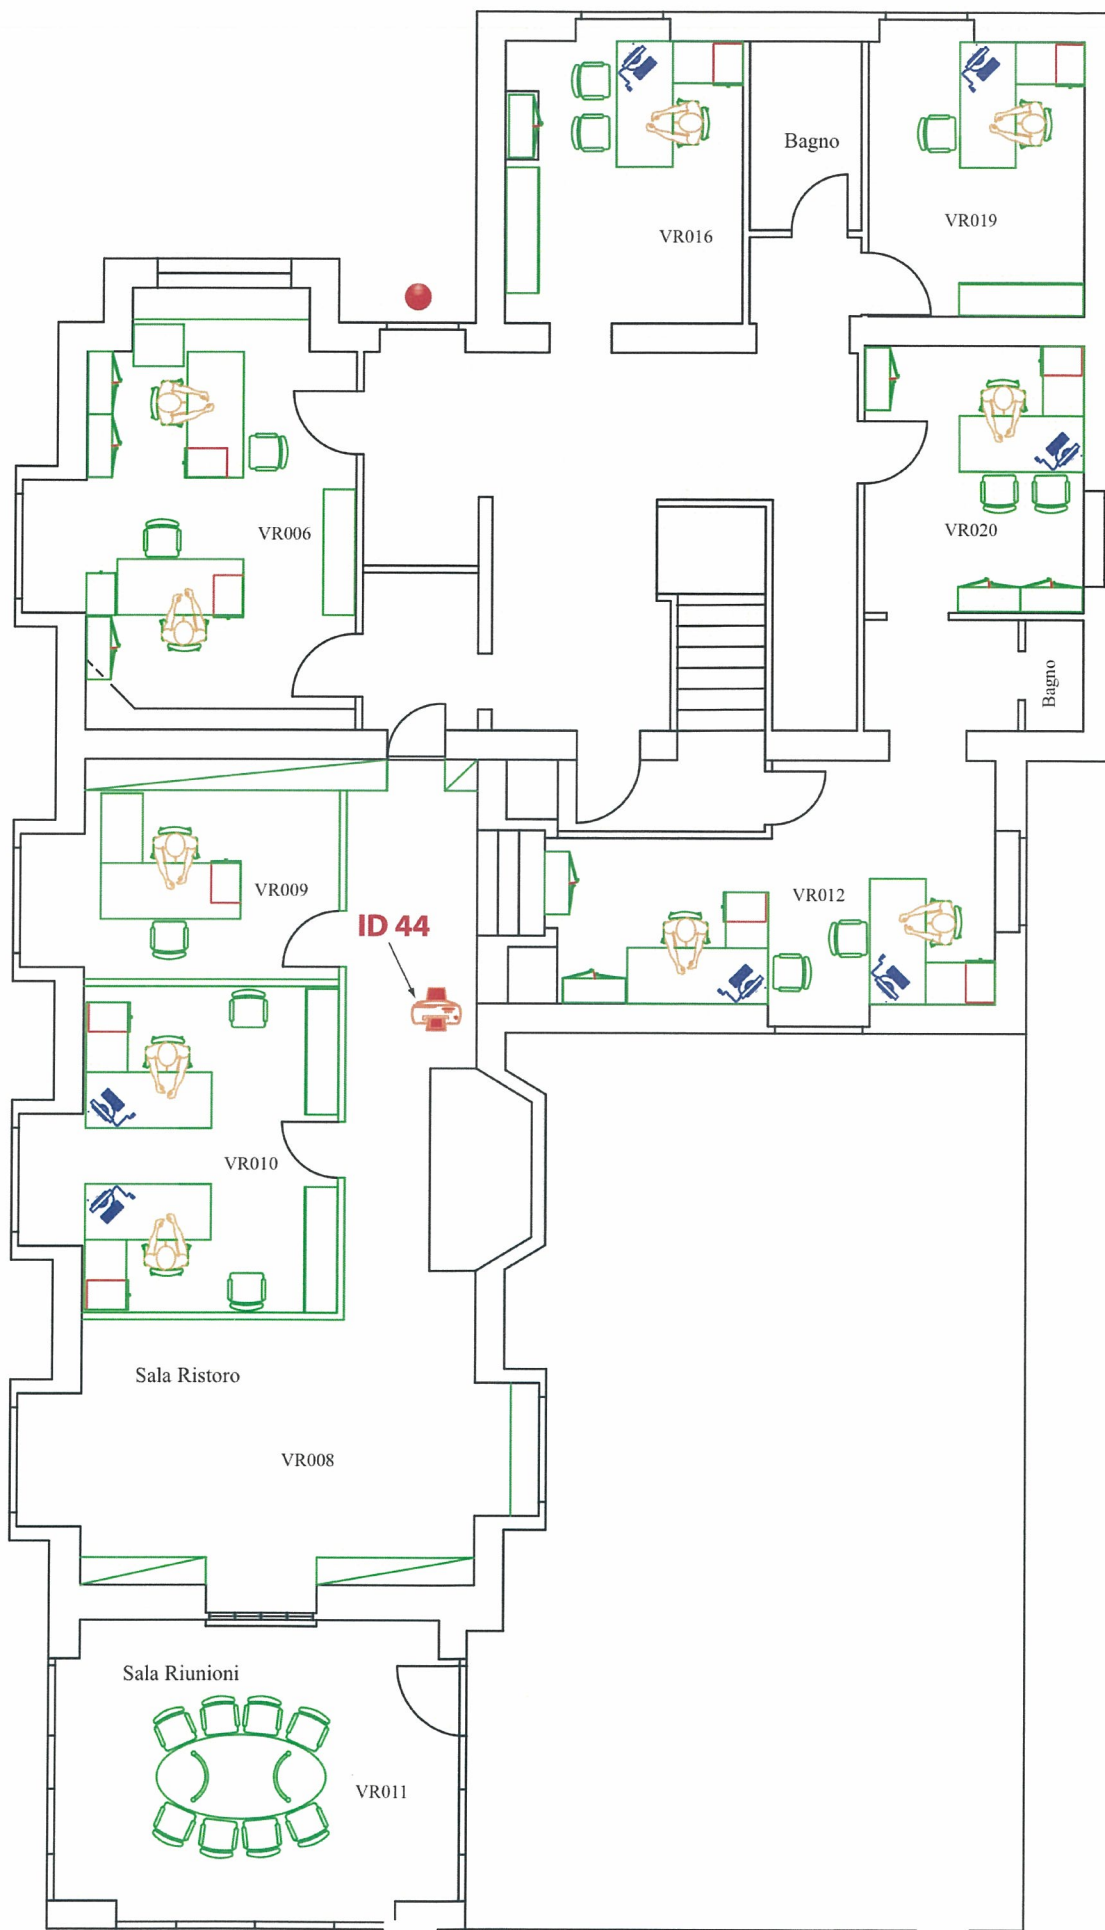 Bagno
VR019
VR016
VR006
VR020
Bagno
VR009
VR012
ID 44
VR010
Sala Ristoro
VR008
Sala Riunioni
VR011